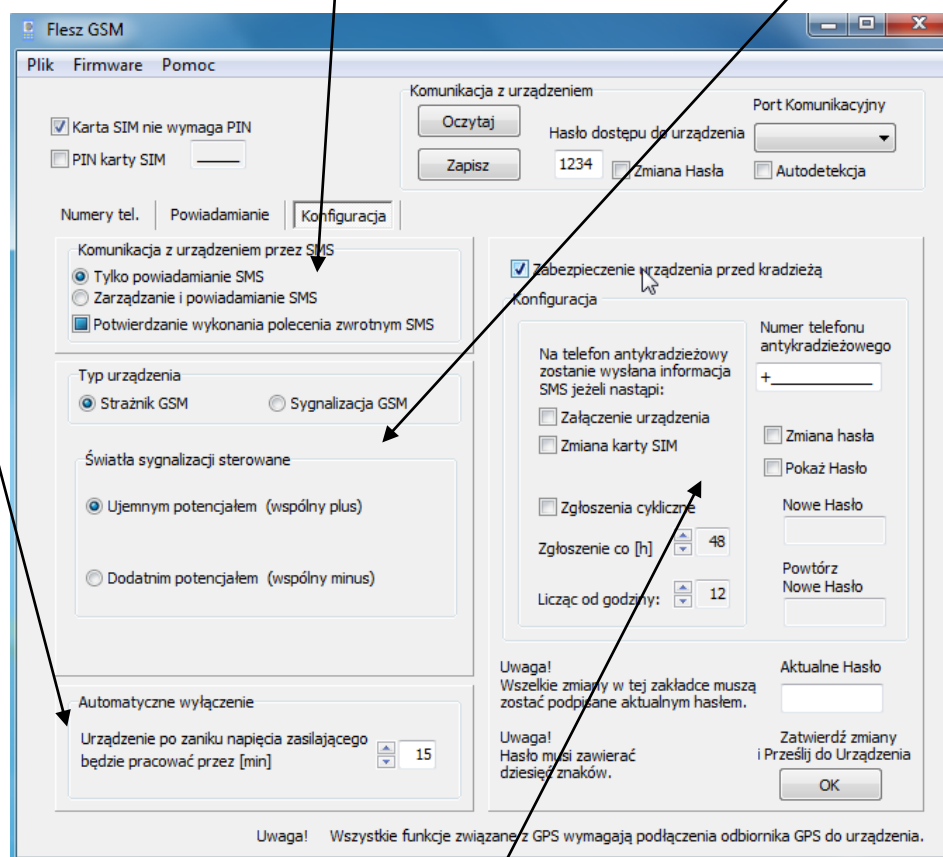 Flesz GSM
Plik Firmware Pomoc
Karta SIM nie wymaga PIN
PIN karty SIM
Komunikacja z urządzeniem
Oczytaj
Zapisz
Hasło dostępu do urządzenia
1234
Zmiana Hasła
Port Komunikacyjny
Autodetekcja
Numery tel.
Powiadamianie
Konfiguracja
Komunikacja z urządzeniem przez SMS
Tylko powiadamianie SMS
Zarządzanie i powiadamianie SMS
Potwierdzanie wykonania polecenia zwrotnym SMS
Typ urządzenia
Strażnik GSM
Sygnalizacja GSM
Światła sygnalizacji sterowane
Ujemnym potencjałem (wspólny plus)
Dodatnim potencjałem (wspólny minus)
Automatyczne wyłączenie
Urządzenie po zaniku napięcia zasilającego
będzie pracować przez [min]
15
Zabezpieczenie urządzenia przed kradzieżą
Konfiguracja
Na telefon antykradzieżowy
zostanie wysłana informacja
SMS jeżeli nastąpi:
Załączenie urządzenia
Zmiana karty SIM
Zgłoszenia cykliczne
Zgłoszenie co [h]
48
Licząc od godziny:
12
Numer telefonu
antykradzieżowego
+___________
Zmiana hasła
Pokaż Hasło
Nowe Hasło
Powtórz
Nowe Hasło
Uwaga!
Wszelkie zmiany w tej zakładce muszą
zostać podpisane aktualnym hasłem.
Aktualne Hasło
Uwaga!
Hasło musi zawierać
dziesięć znaków.
Zatwierdź zmiany
i Prześlij do Urządzenia
OK
Uwaga! Wszystkie funkcje związane z GPS wymagają podłączenia odbiornika GPS do urządzenia.